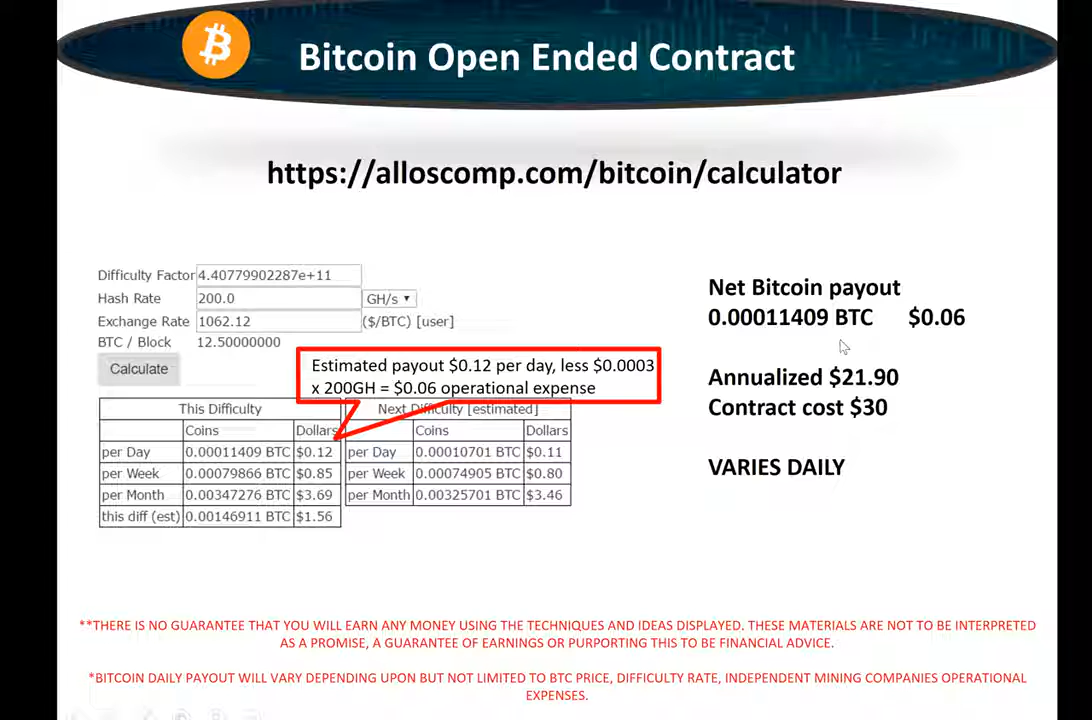 Bitcoin Open Ended Contract
https://alloscomp.com/bitcoin/calculator
Difficulty Factor 4.40779902287e+11
Hash Rate 200.0 GH/s
Exchange Rate 1062.12 ($/BTC) [user]
BTC / Block 12.50000000
Calculate
Estimated payout $0.12 per day, less $0.0003
x 200GH = $0.06 operational expense
This Difficulty Next Difficulty [estimated]
Coins Dollars Coins Dollars
per Day 0.00011409 BTC $0.12 per Day 0.00010701 BTC $0.11
per Week 0.00079866 BTC $0.85 per Week 0.00074905 BTC $0.80
per Month 0.00347276 BTC $3.69 per Month 0.00325701 BTC $3.46
this diff (est) 0.00146911 BTC $1.56
Net Bitcoin payout
0.00011409 BTC $0.06
Annualized $21.90
Contract cost $30
VARIES DAILY
**THERE IS NO GUARANTEE THAT YOU WILL EARN ANY MONEY USING THE TECHNIQUES AND IDEAS DISPLAYED. THESE MATERIALS ARE NOT TO BE INTERPRETED
AS A PROMISE, A GUARANTEE OF EARNINGS OR PURPORTING THIS TO BE FINANCIAL ADVICE.
*BITCOIN DAILY PAYOUT WILL VARY DEPENDING UPON BUT NOT LIMITED TO BTC PRICE, DIFFICULTY RATE, INDEPENDENT MINING COMPANIES OPERATIONAL
EXPENSES.